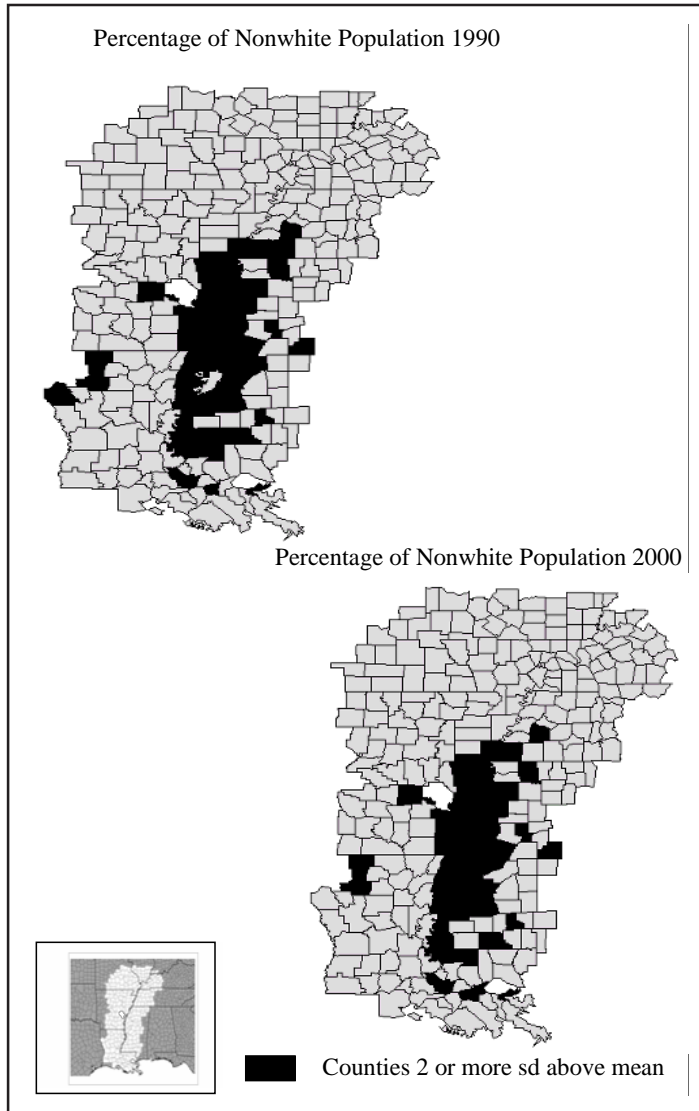 Percentage of Nonwhite Population 1990
Percentage of Nonwhite Population 2000
Counties 2 or more sd above mean